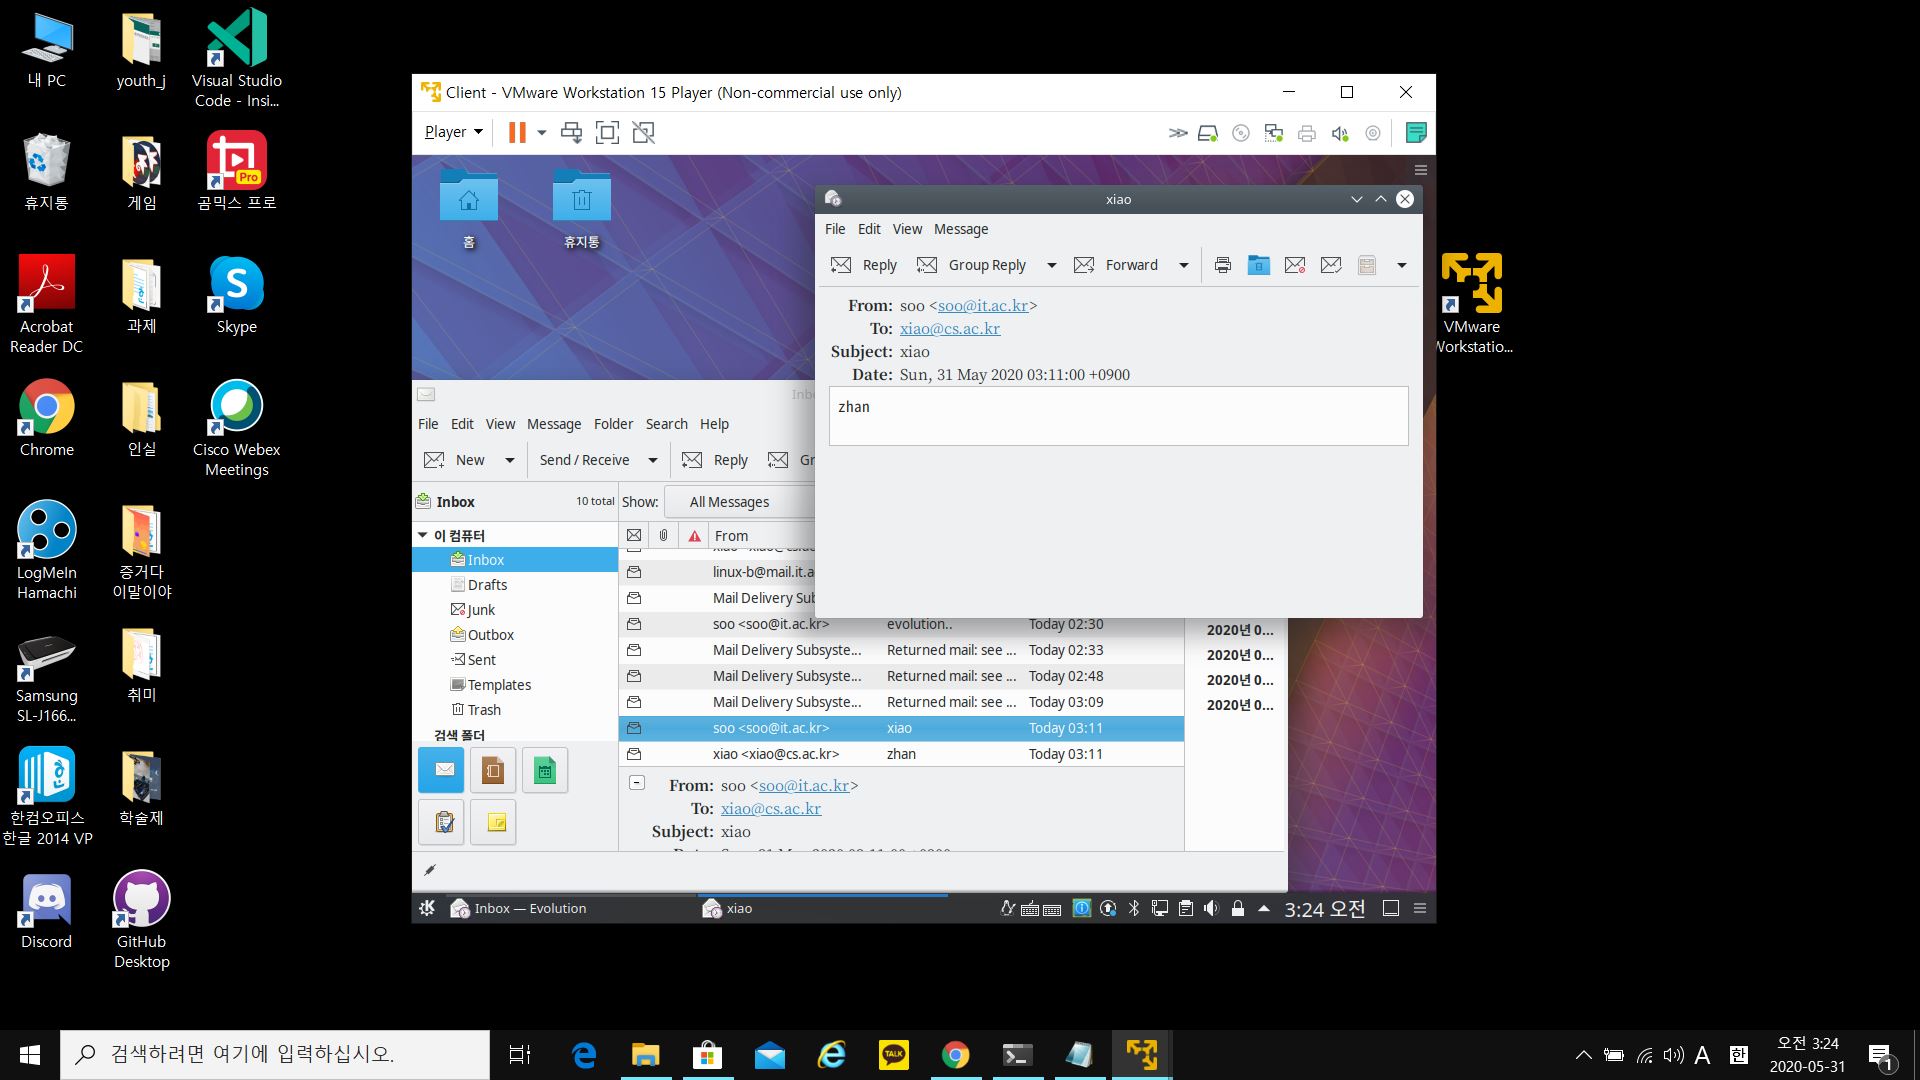 내 PC
youth_j
Visual Studio
Code - Insi...
휴지통
게임
Pro
곰믹스 프로
Acrobat
Reader DC
과제
Skype
Chrome
인실
Cisco Webex
Meetings
LogMeIn
Hamachi
증거다
이말이야
Samsung
SL-J166...
취미
한컴오피스
한글 2014 VP
학술제
Discord
GitHub
Desktop
VMware
Workstatio...
Client - VMware Workstation 15 Player (Non-commercial use only)
Player
홈
휴지통
xiao
File Edit View Message
Reply Group Reply Forward
From: soo <soo@it.ac.kr>
To: xiao@cs.ac.kr
Subject: xiao
Date: Sun, 31 May 2020 03:11:00 +0900
zhan
File Edit View Message Folder Search Help
New Send / Receive Reply Gr
Inbox 10 total Show: All Messages
이 컴퓨터
Inbox
Drafts
Junk
Outbox
Sent
Templates
Trash
검색 폴더
From
linux-b@mail.it.a
Mail Delivery Sub
soo <soo@it.ac.kr> evolution.. Today 02:30
Mail Delivery Subsyste... Returned mail: see ... Today 02:33
Mail Delivery Subsyste... Returned mail: see ... Today 02:48
Mail Delivery Subsyste... Returned mail: see ... Today 03:09
soo <soo@it.ac.kr> xiao Today 03:11
xiao <xiao@cs.ac.kr> zhan Today 03:11
2020년 0...
2020년 0...
2020년 0...
2020년 0...
From: soo <soo@it.ac.kr>
To: xiao@cs.ac.kr
Subject: xiao
Inbox — Evolution
xiao
3:24 오전
검색하려면 여기에 입력하십시오.
TALK
A
한
오전 3:24
2020-05-31
1